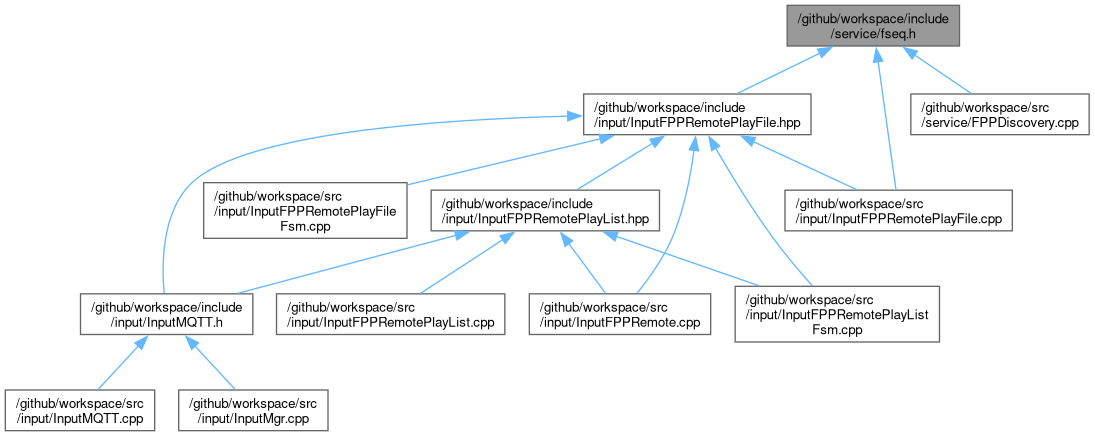 /github/workspace/include
/service/fseq.h
/github/workspace/include
/input/InputFPPRemotePlayFile.hpp
/github/workspace/src
/service/FPPDiscovery.cpp
/github/workspace/src
/input/InputFPPRemotePlayFile
Fsm.cpp
/github/workspace/include
/input/InputFPPRemotePlayList.hpp
/github/workspace/src
/input/InputFPPRemotePlayFile.cpp
/github/workspace/include
/input/InputMQTT.h
/github/workspace/src
/input/InputFPPRemotePlayList.cpp
/github/workspace/src
/input/InputFPPRemote.cpp
/github/workspace/src
/input/InputFPPRemotePlayList
Fsm.cpp
/github/workspace/src
/input/InputMQTT.cpp
/github/workspace/src
/input/InputMgr.cpp